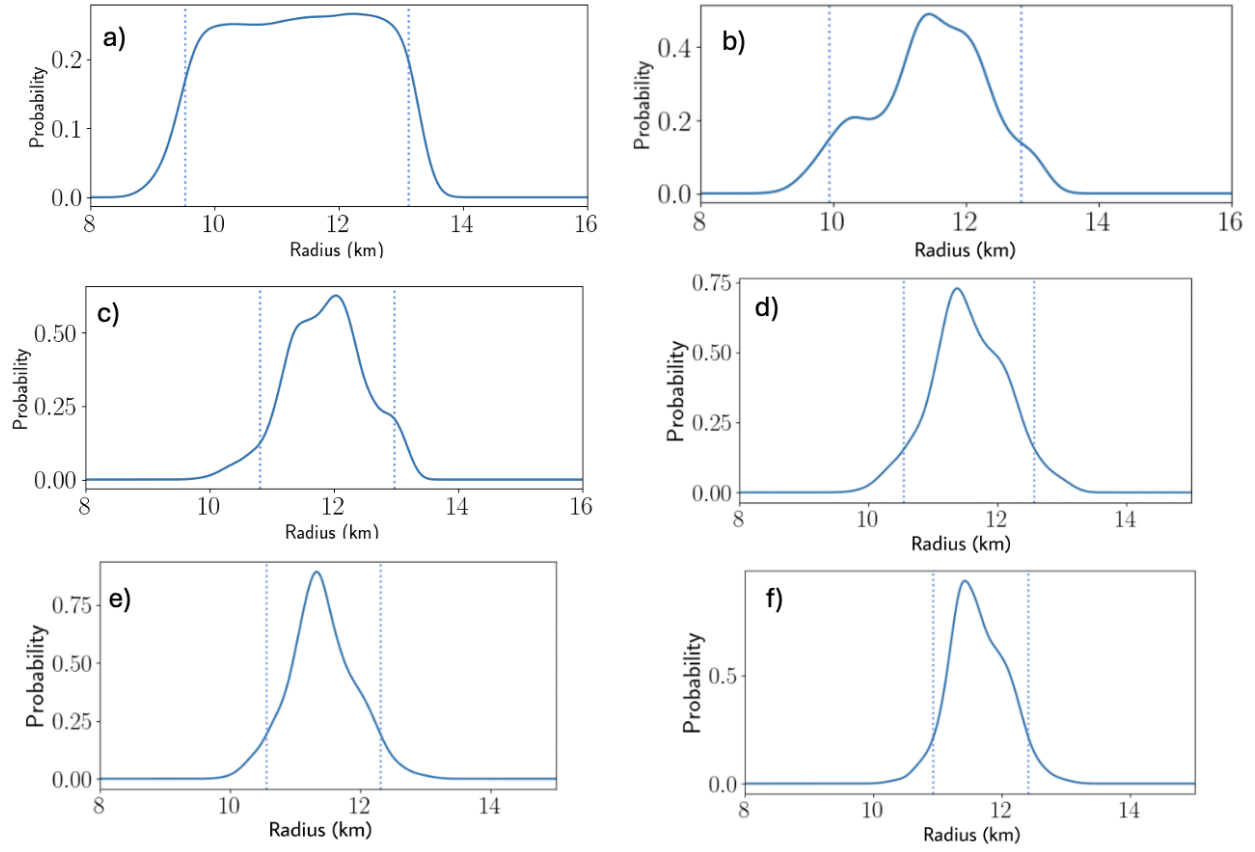 a)
0.2
0.1
0.0
Probability
8 10 12 14 16
Radius (km)
b)
0.4
0.2
0.0
Probability
8 10 12 14 16
Radius (km)
c)
0.50
0.25
0.00
Probability
8 10 12 14 16
Radius (km)
d)
0.75
0.50
0.25
0.00
Probability
8 10 12 14
Radius (km)
e)
0.75
0.50
0.25
0.00
Probability
8 10 12 14
Radius (km)
f)
0.5
0.0
Probability
8 10 12 14
Radius (km)